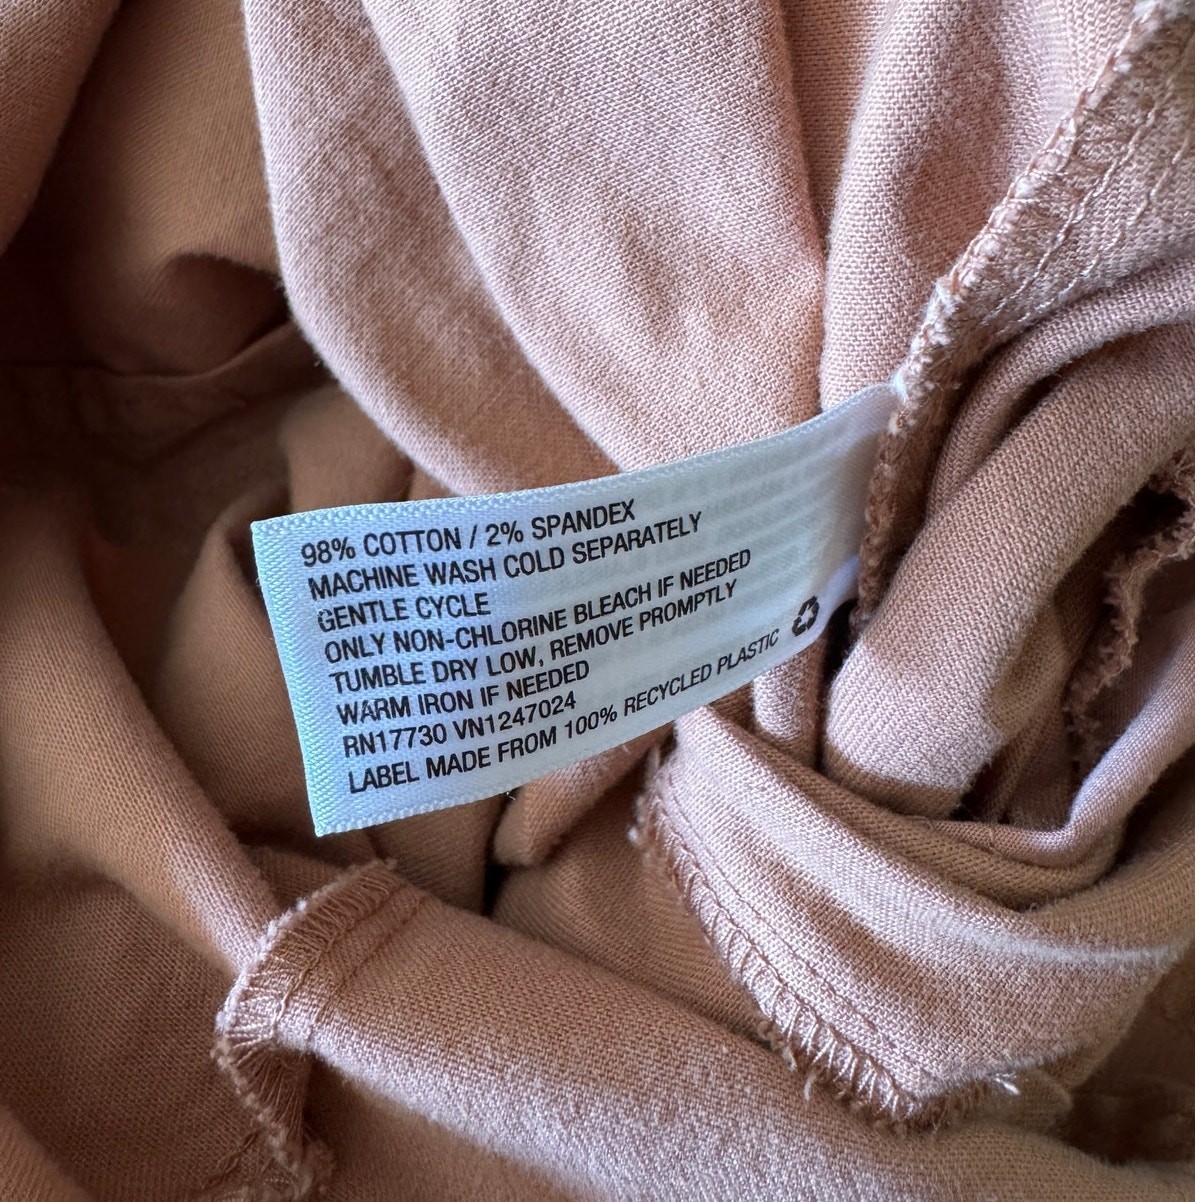 98% COTTON / 2% SPANDEX
MACHINE WASH COLD SEPARATELY
GENTLE CYCLE
ONLY NON-CHLORINE BLEACH IF NEEDED
TUMBLE DRY LOW, REMOVE PROMPTLY
WARM IRON IF NEEDED
RN17730 VN1247024
LABEL MADE FROM 100% RECYCLED PLASTIC